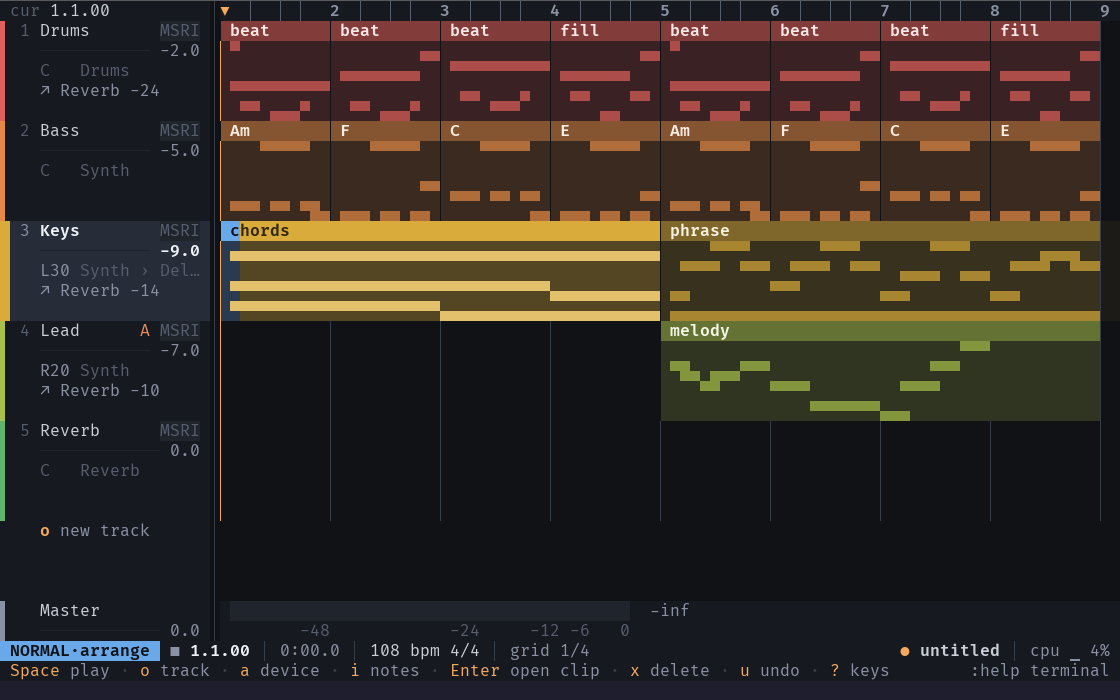 cur 1.1.00 ▼ 2 3 4 5 6 7 8 9
1 Drums MSRI beat beat beat fill beat beat beat fill
-2.0
C Drums
↗ Reverb -24
2 Bass MSRI Am F C E Am F C E
-5.0
C Synth
3 Keys MSRI chords phrase
-9.0
L30 Synth › Del…
↗ Reverb -14
4 Lead A MSRI melody
-7.0
R20 Synth
↗ Reverb -10
5 Reverb MSRI
0.0
C Reverb
o new track
Master -inf
0.0 -48 -24 -12 -6 0
NORMAL·arrange ■ 1.1.00 │ 0:00.0 │ 108 bpm 4/4 │ grid 1/4 ● untitled │ cpu _ 4%
Space play · o track · a device · i notes · Enter open clip · x delete · u undo · ? keys :help terminal